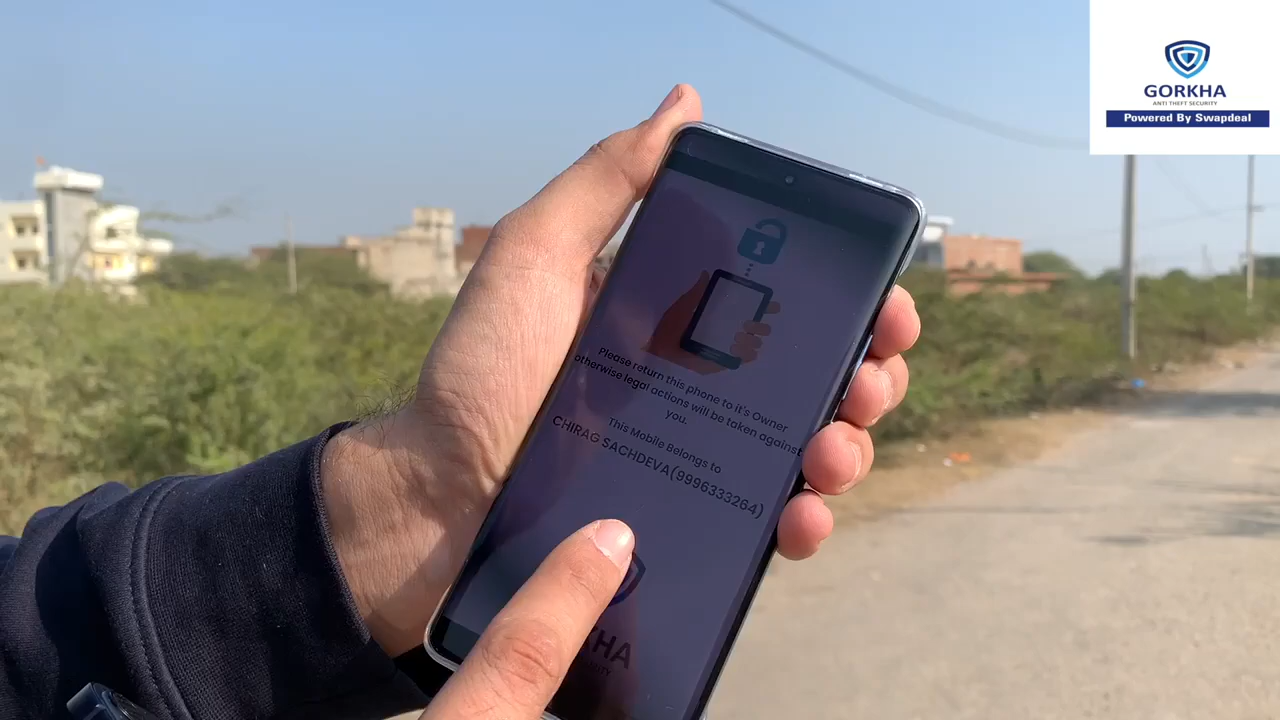 GORKHA
ANTI THEFT SECURITY
Powered By Swapdeal
Please return this phone to it's Owner
otherwise legal actions will be taken against
you.
This Mobile Belongs to
CHIRAG SACHDEVA(9996333264)
KHA